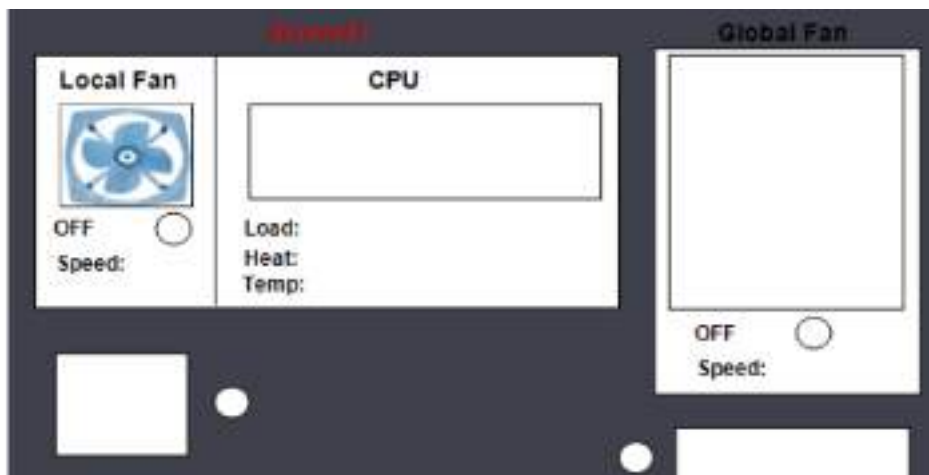 Global Fan
Local Fan
CPU
OFF
Speed:
Load:
Heat:
Temp:
OFF
Speed: